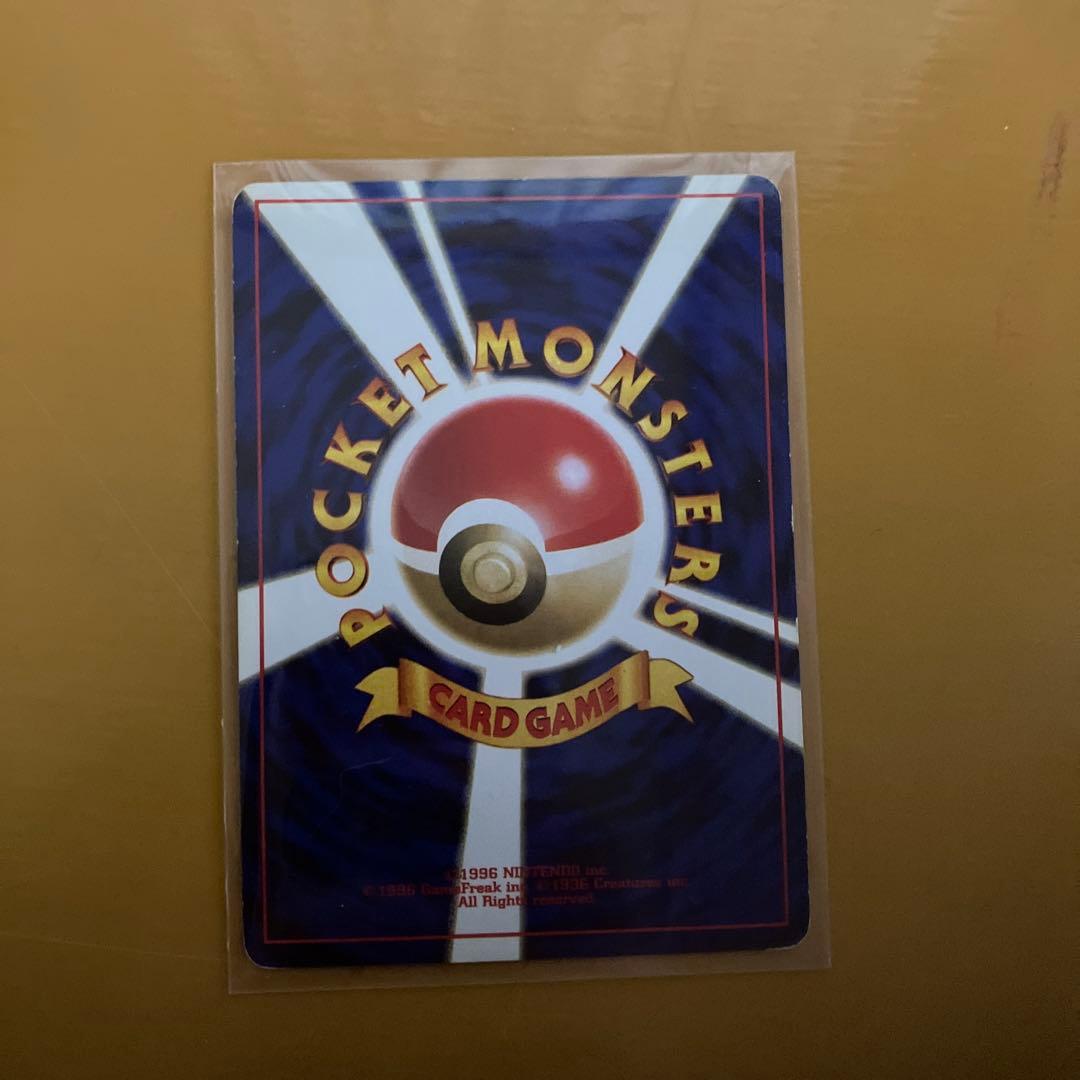 POCKET MONSTERS
CARD GAME
©1996 NINTENDO inc.
©1996 GameFreak inc. ©1996 Creatures inc.
All Rights reserved.